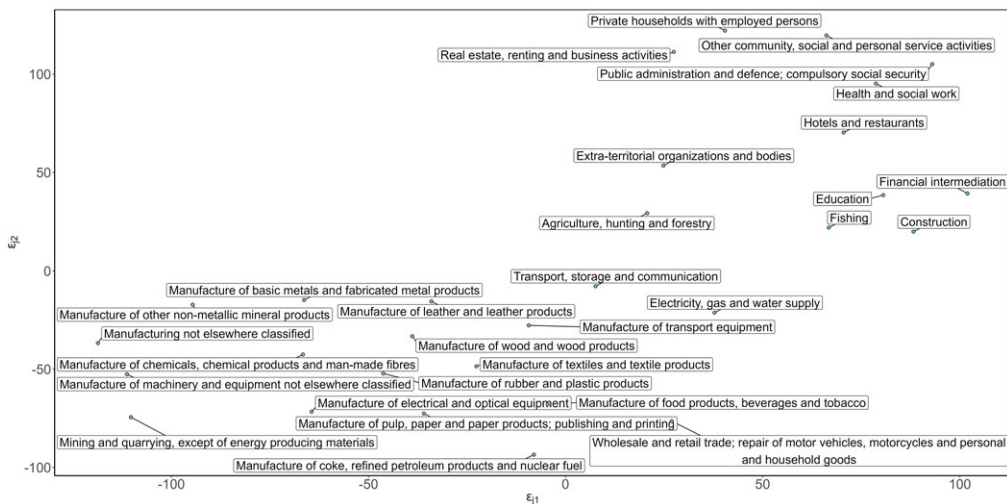 Private households with employed persons
Other community, social and personal service activities
Real estate, renting and business activities
100
Public administration and defence; compulsory social security
Health and social work
Hotels and restaurants
Extra-territorial organizations and bodies
50
Financial intermediation
Education
Fishing
Agriculture, hunting and forestry
Construction
εj2
0
Transport, storage and communication
Manufacture of basic metals and fabricated metal products
Electricity, gas and water supply
Manufacture of other non-metallic mineral products
Manufacture of leather and leather products
Manufacture of transport equipment
Manufacturing not elsewhere classified
Manufacture of wood and wood products
Manufacture of chemicals, chemical products and man-made fibres
Manufacture of textiles and textile products
-50
Manufacture of machinery and equipment not elsewhere classified
Manufacture of rubber and plastic products
Manufacture of electrical and optical equipment
Manufacture of food products, beverages and tobacco
Manufacture of pulp, paper and paper products; publishing and printing
Mining and quarrying, except of energy producing materials
Wholesale and retail trade; repair of motor vehicles, motorcycles and personal
and household goods
Manufacture of coke, refined petroleum products and nuclear fuel
-100
-100
-50
0
50
100
εj1